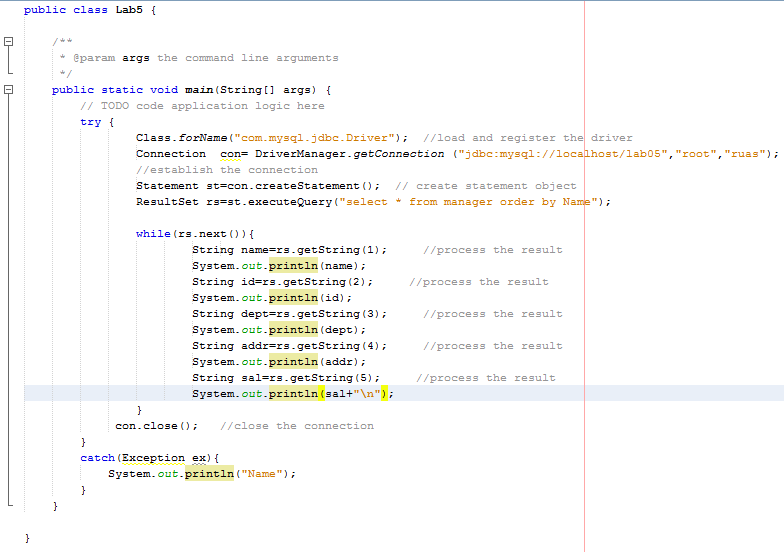 public class Lab5 {
/**
* @param args the command line arguments
*/
public static void main(String[] args) {
// TODO code application logic here
try {
Class.forName("com.mysql.jdbc.Driver");  //load and register the driver
Connection  con= DriverManager.getConnection ("jdbc:mysql://localhost/lab05","root","ruas");
//establish the connection
Statement st=con.createStatement();  // create statement object
ResultSet rs=st.executeQuery("select * from manager order by Name");
while(rs.next()){
String name=rs.getString(1);     //process the result
System.out.println(name);
String id=rs.getString(2);     //process the result
System.out.println(id);
String dept=rs.getString(3);     //process the result
System.out.println(dept);
String addr=rs.getString(4);     //process the result
System.out.println(addr);
String sal=rs.getString(5);     //process the result
System.out.println(sal+"\n");
}
con.close();   //close the connection
}
catch(Exception ex){
System.out.println("Name");
}
}
}